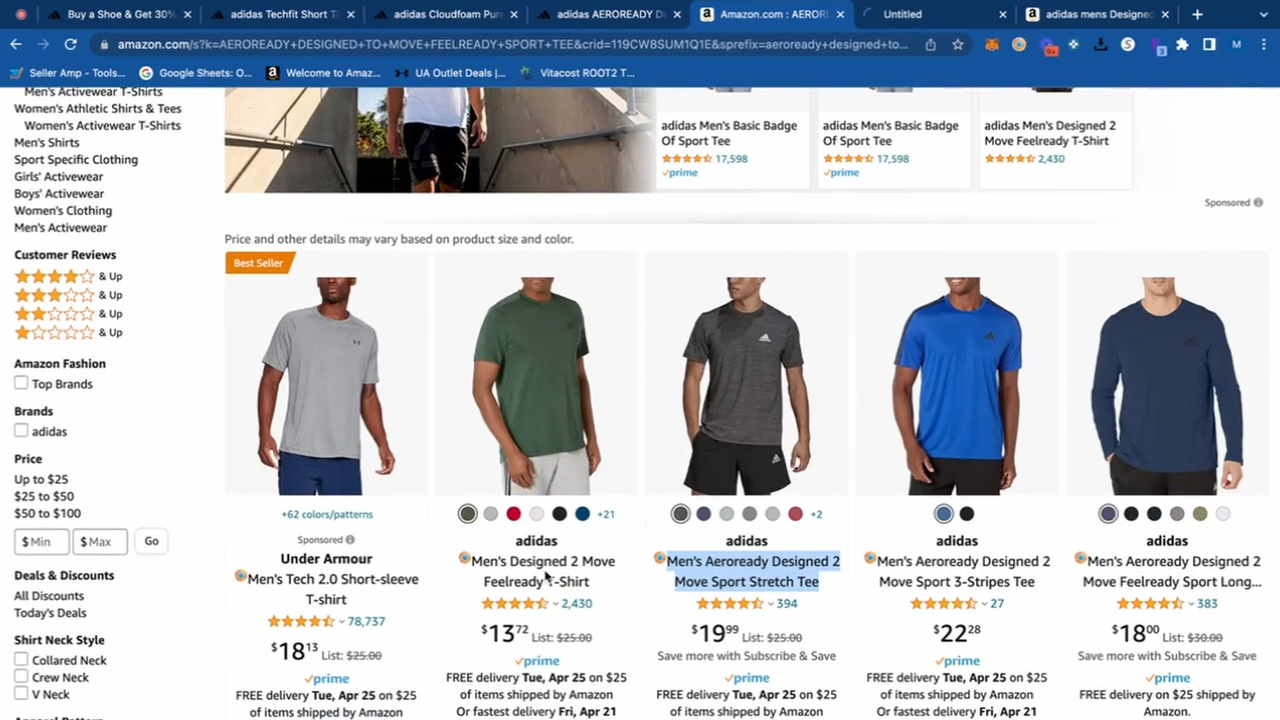 Buy a Shoe & Get 30%
adidas Techfit Short T
adidas Cloudfoam Pur
adidas AEROREADY D
Amazon.com : AERORE
Untitled
adidas mens Designed
amazon.com/s?k=AEROREADY+DESIGNED+TO+MOVE+FEELREADY+SPORT+TEE&crid=119CW8SUM1Q1E&sprefix=aeroready+designed+to...
9+
3
M
Seller Amp - Tools...
Google Sheets: O...
Welcome to Amaz...
UA Outlet Deals |...
Vitacost ROOT2 T...
Men's Activewear T-Shirts
Women's Athletic Shirts & Tees
Women's Activewear T-Shirts
Men's Shirts
Sport Specific Clothing
Girls' Activewear
Boys' Activewear
Women's Clothing
Men's Activewear
Customer Reviews
& Up
& Up
& Up
& Up
Amazon Fashion
Top Brands
Brands
adidas
Price
Up to $25
$25 to $50
$50 to $100
$ Min
$ Max
Go
Deals & Discounts
All Discounts
Today's Deals
Shirt Neck Style
Collared Neck
Crew Neck
V Neck
adidas Men's Basic Badge
Of Sport Tee
17,598
prime
adidas Men's Basic Badge
Of Sport Tee
17,598
prime
adidas Men's Designed 2
Move Feelready T-Shirt
2,430
Sponsored
Price and other details may vary based on product size and color.
Best Seller
+62 colors/patterns
Sponsored
Under Armour
Men's Tech 2.0 Short-sleeve
T-shirt
78,737
$18.13 List: $25.00
prime
FREE delivery Tue, Apr 25 on $25
of items shipped by Amazon
+21
adidas
Men's Designed 2 Move
Feelready T-Shirt
2,430
$13.72 List: $25.00
prime
FREE delivery Tue, Apr 25 on $25
of items shipped by Amazon
Or fastest delivery Fri, Apr 21
+2
adidas
Men's Aeroready Designed 2
Move Sport Stretch Tee
394
$19.99 List: $25.00
Save more with Subscribe & Save
prime
FREE delivery Tue, Apr 25 on $25
of items shipped by Amazon
adidas
Men's Aeroready Designed 2
Move Sport 3-Stripes Tee
27
$22.28
prime
FREE delivery Tue, Apr 25 on $25
of items shipped by Amazon
Or fastest delivery Fri, Apr 21
adidas
Men's Aeroready Designed 2
Move Feelready Sport Long...
383
$18.00 List: $30.00
Save more with Subscribe & Save
prime
FREE delivery on $25 shipped by
Amazon.